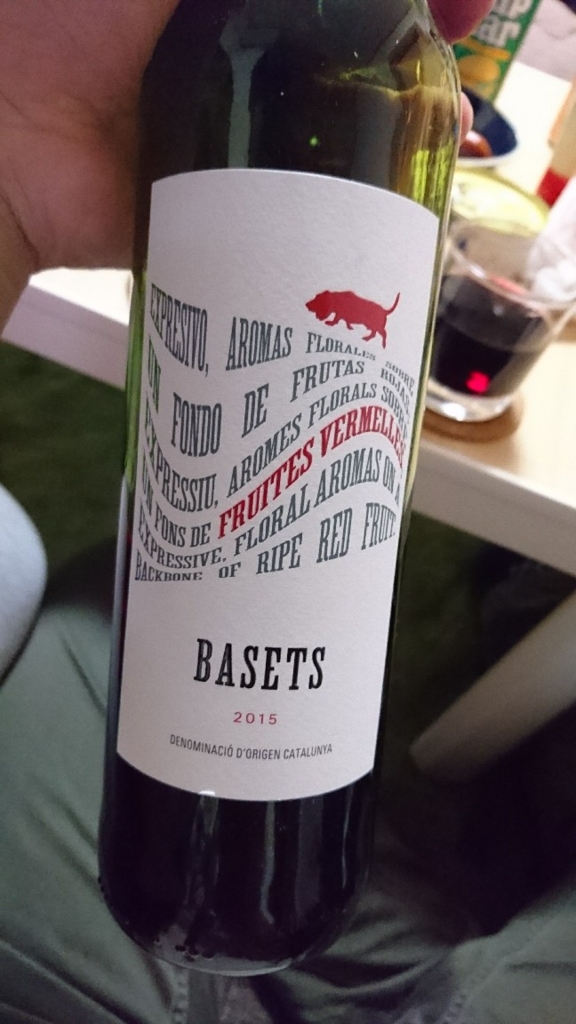 EXPRESIVO, AROMAS FLORALES SOBRE
UN FONDO DE FRUTAS ROJAS.
EXPRESSIU, AROMES FLORALS SOBRE
UN FONS DE FRUITES VERMELLES
EXPRESSIVE. FLORAL AROMAS ON A
BACKBONE OF RIPE RED FRUIT.
BASETS
2015
DENOMINACIÓ D'ORIGEN CATALUNYA